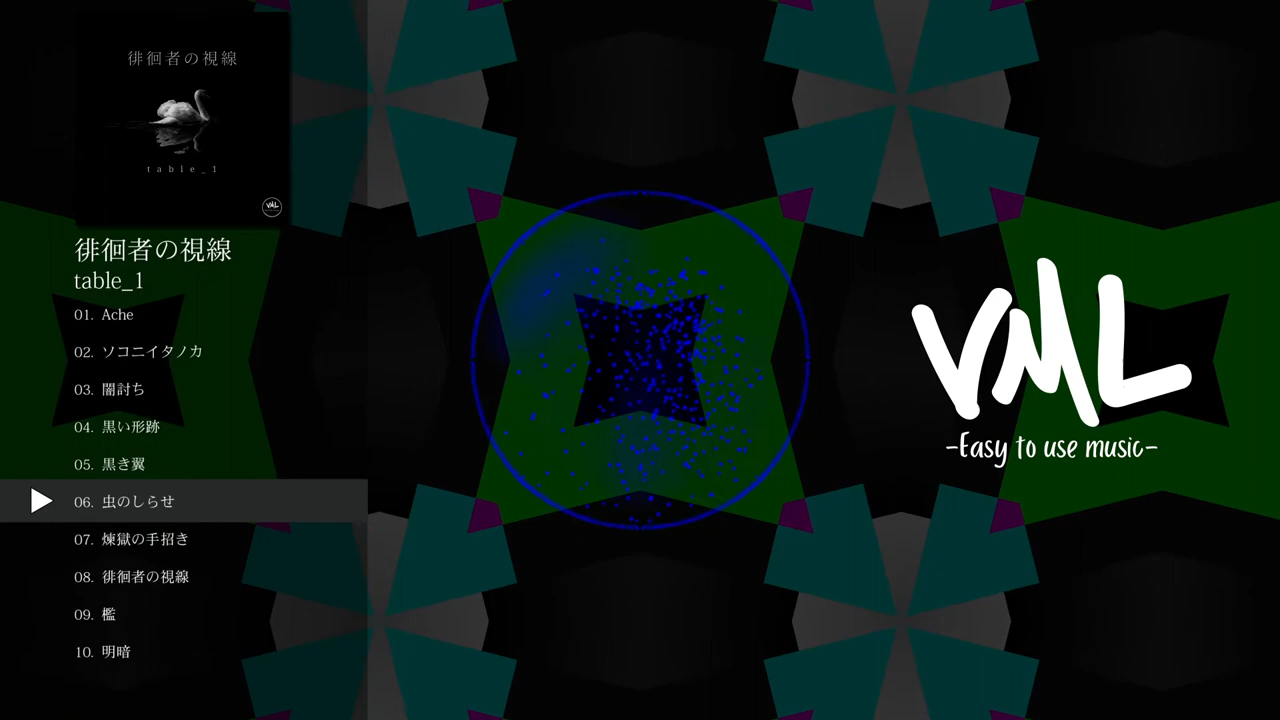 徘徊者の視線
table_1
VML
徘徊者の視線
table_1
01. Ache
02. ソコニイタノカ
03. 闇討ち
04. 黒い形跡
05. 黒き翼
06. 虫のしらせ
07. 煉獄の手招き
08. 徘徊者の視線
09. 檻
10. 明暗
VML
-Easy to use music-